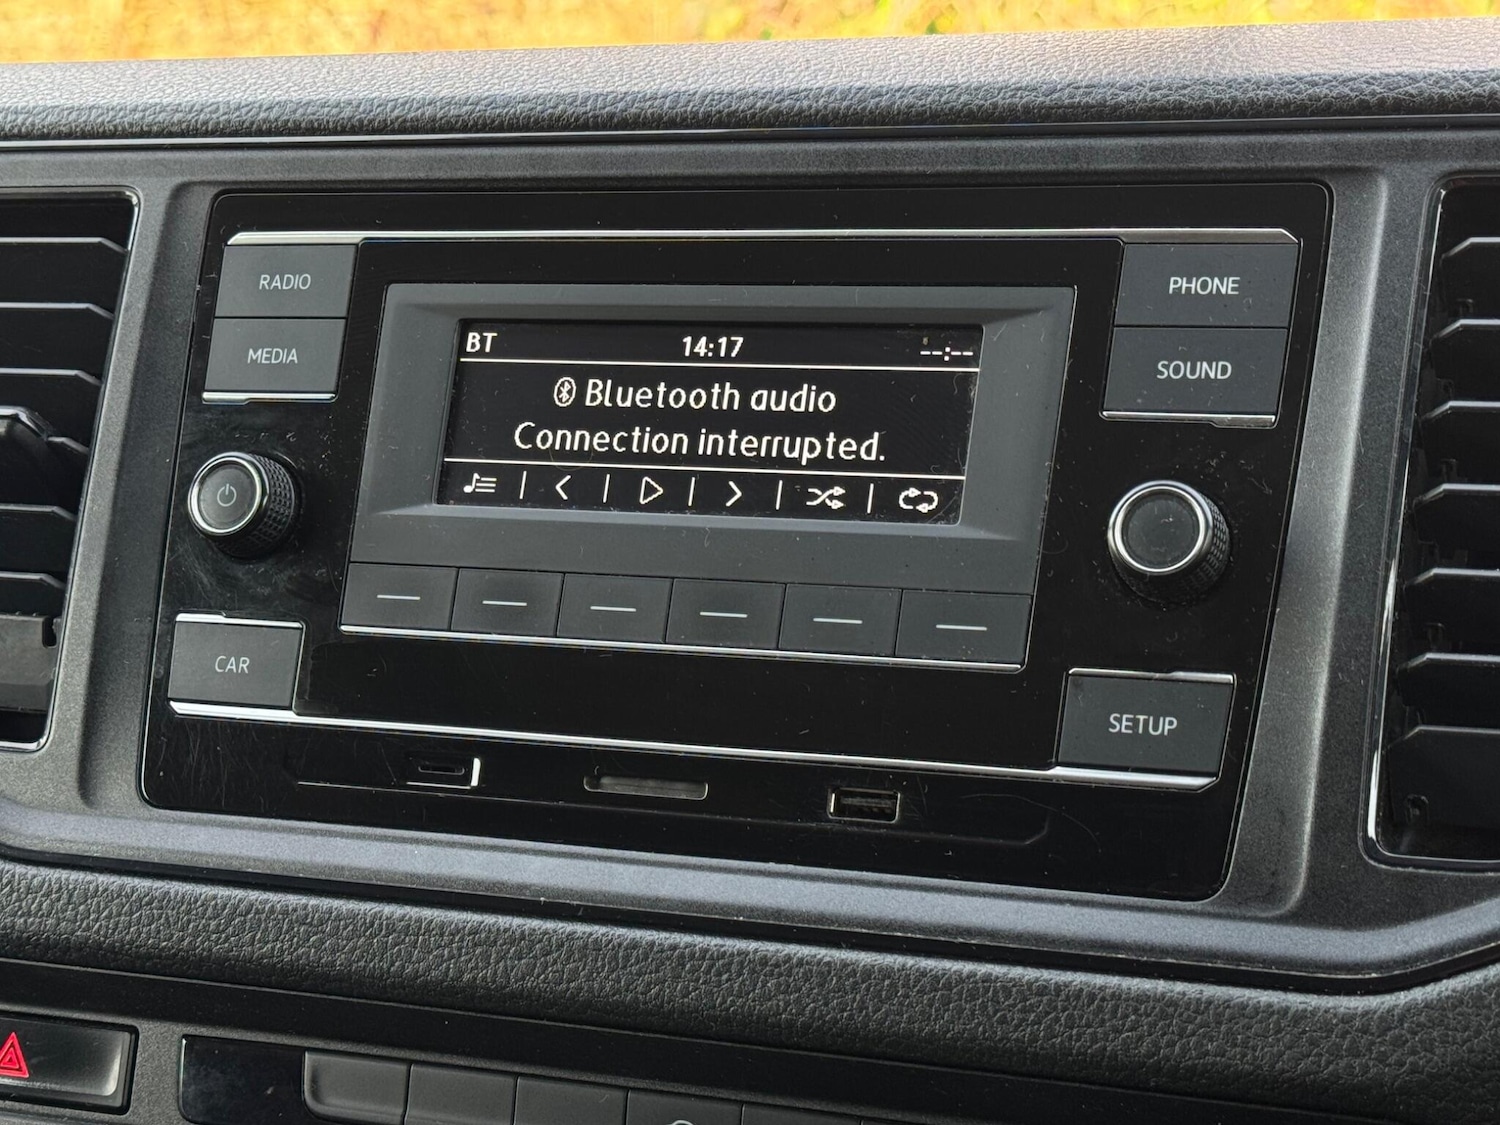 RADIO
MEDIA
BT 14:17 --:--
Bluetooth audio
Connection interrupted.
PHONE
SOUND
CAR
SETUP